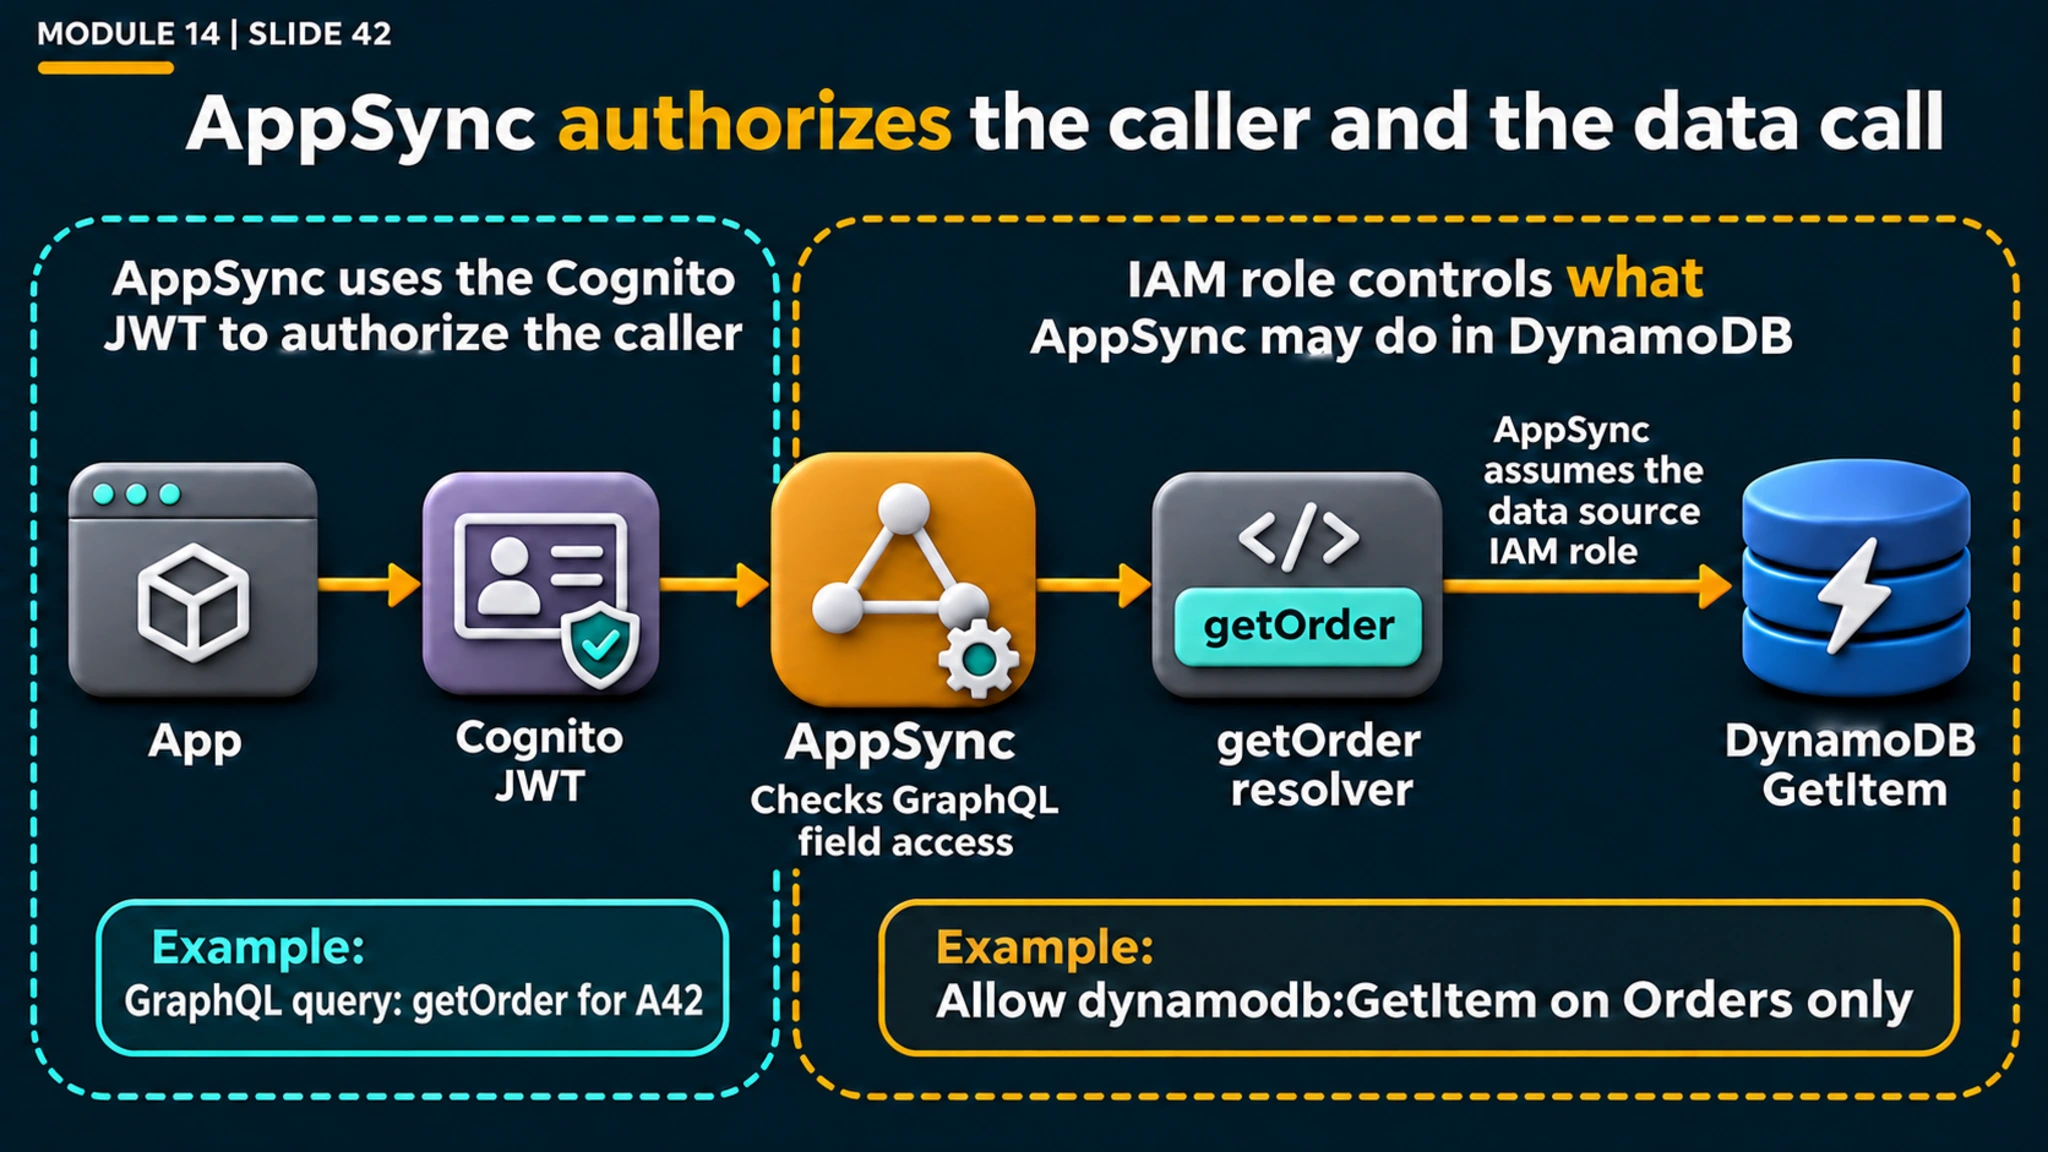 MODULE 14 | SLIDE 42
AppSync authorizes the caller and the data call
AppSync uses the Cognito
JWT to authorize the caller
IAM role controls what
AppSync may do in DynamoDB
AppSync
assumes the
data source
IAM role
getOrder
App
Cognito
JWT
AppSync
Checks GraphQL
field access
getOrder
resolver
DynamoDB
GetItem
Example:
GraphQL query: getOrder for A42
Example:
Allow dynamodb:GetItem on Orders only